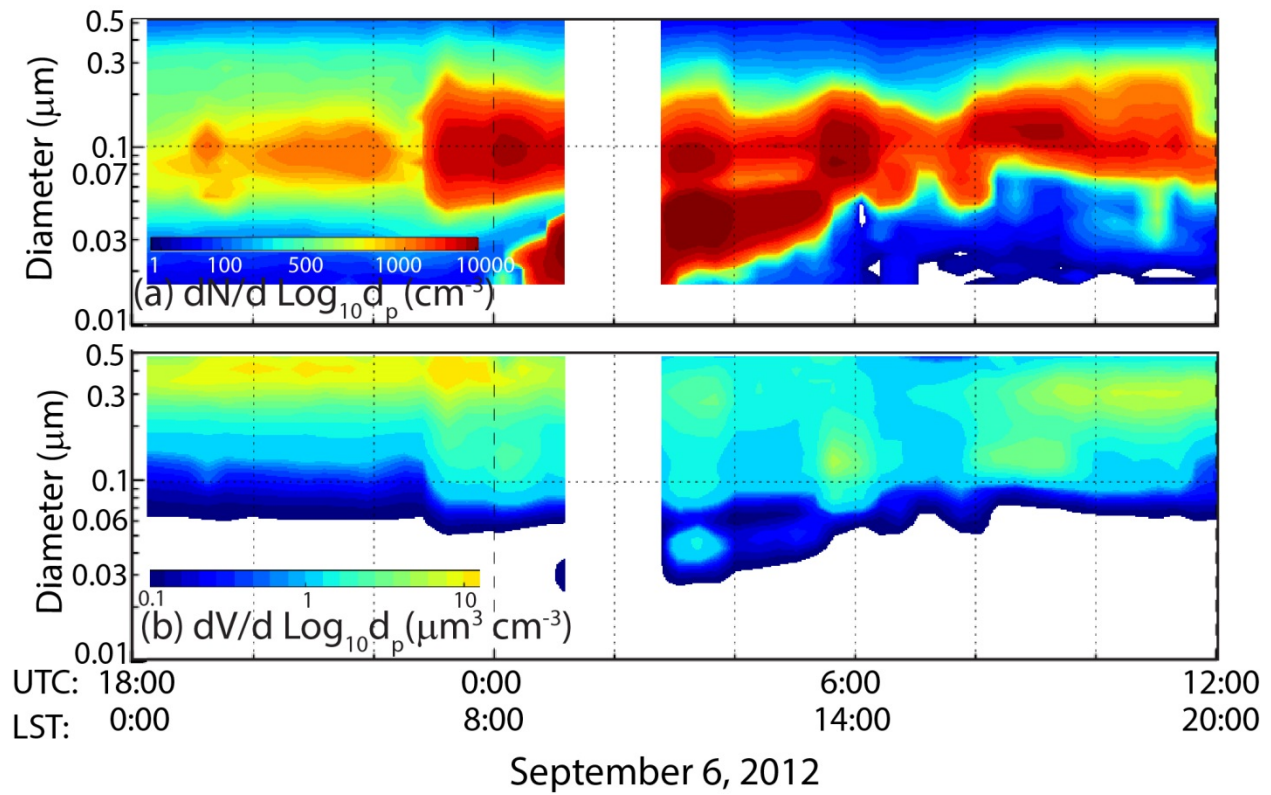 0.5
0.3
0.1
0.07
0.03
0.01
Diameter (μm)
1 100 500 1000 10000
(a) dN/d Log10dp (cm-3)
0.5
0.3
0.1
0.06
0.03
0.01
Diameter (μm)
0.1 1 10
(b) dV/d Log10dp(μm3 cm-3)
UTC: 18:00 0:00 6:00 12:00
LST: 0:00 8:00 14:00 20:00
September 6, 2012